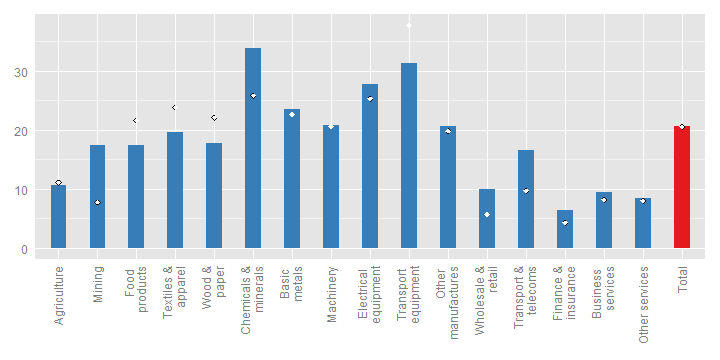 30
20
10
0
Agriculture
Mining
Food
products
Textiles &
apparel
Wood &
paper
Chemicals &
minerals
Basic
metals
Machinery
Electrical
equipment
Transport
equipment
Other
manufactures
Wholesale &
retail
Transport &
telecoms
Finance &
insurance
Business
services
Other services
Total